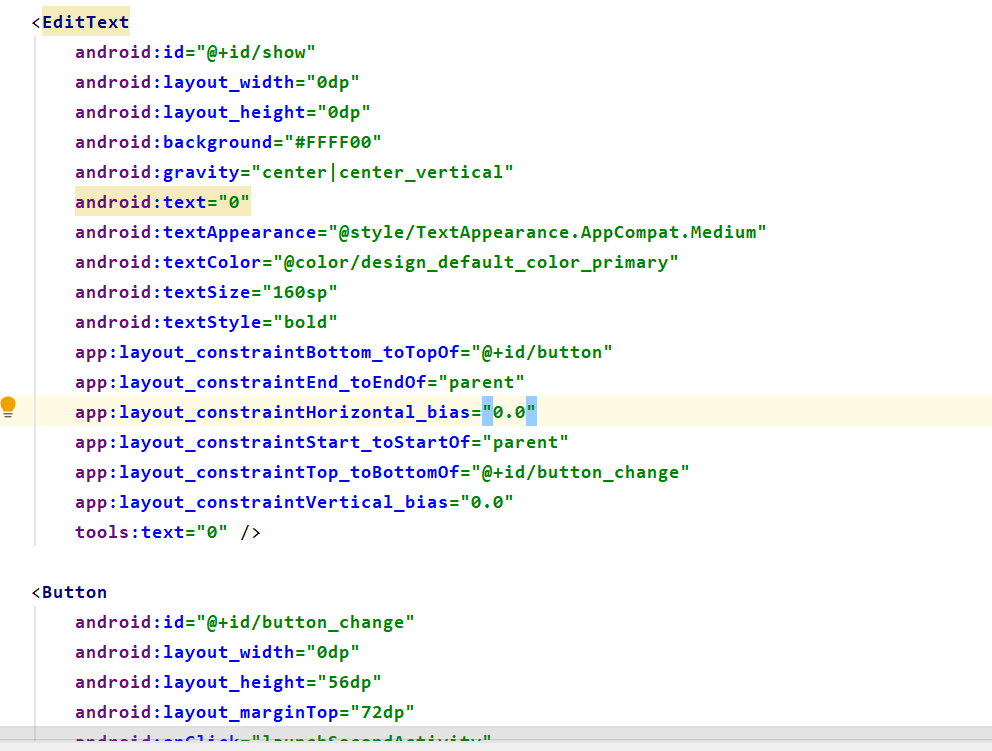 <EditText
android:id="@+id/show"
android:layout_width="0dp"
android:layout_height="0dp"
android:background="#FFFF00"
android:gravity="center|center_vertical"
android:text="0"
android:textAppearance="@style/TextAppearance.AppCompat.Medium"
android:textColor="@color/design_default_color_primary"
android:textSize="160sp"
android:textStyle="bold"
app:layout_constraintBottom_toTopOf="@+id/button"
app:layout_constraintEnd_toEndOf="parent"
app:layout_constraintHorizontal_bias="0.0"
app:layout_constraintStart_toStartOf="parent"
app:layout_constraintTop_toBottomOf="@+id/button_change"
app:layout_constraintVertical_bias="0.0"
tools:text="0" />
<Button
android:id="@+id/button_change"
android:layout_width="0dp"
android:layout_height="56dp"
android:layout_marginTop="72dp"
android:onClick="launchSecondActivity"